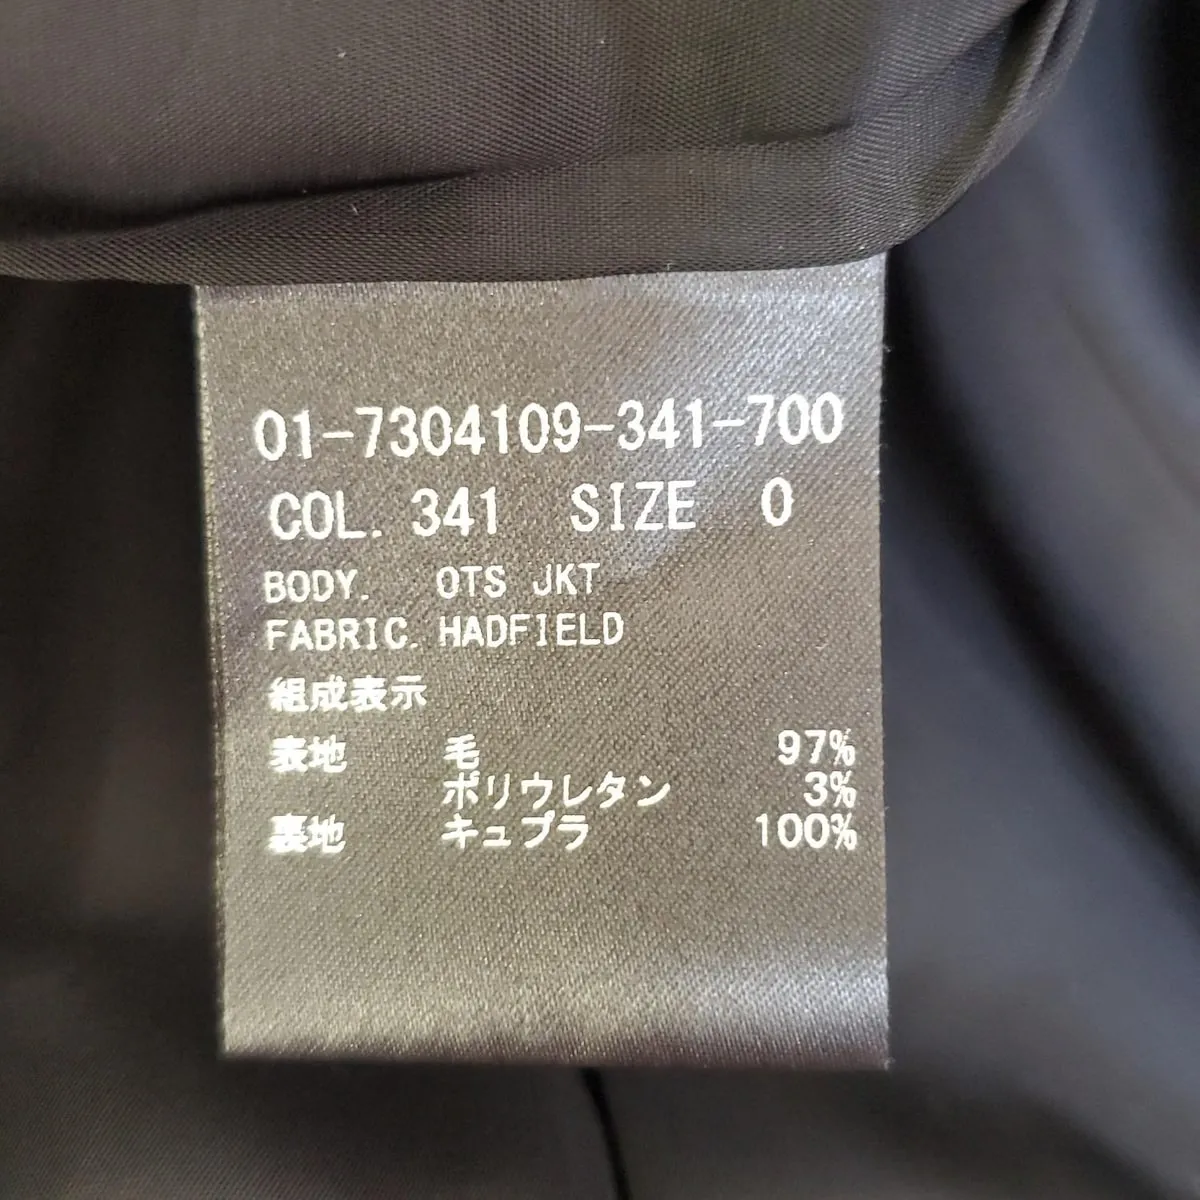 01-7304109-341-700
COL. 341 SIZE 0
BODY. OTS JKT
FABRIC. HADFIELD
組成表示
表地 毛 97%
ポリウレタン 3%
裏地 キュプラ 100%